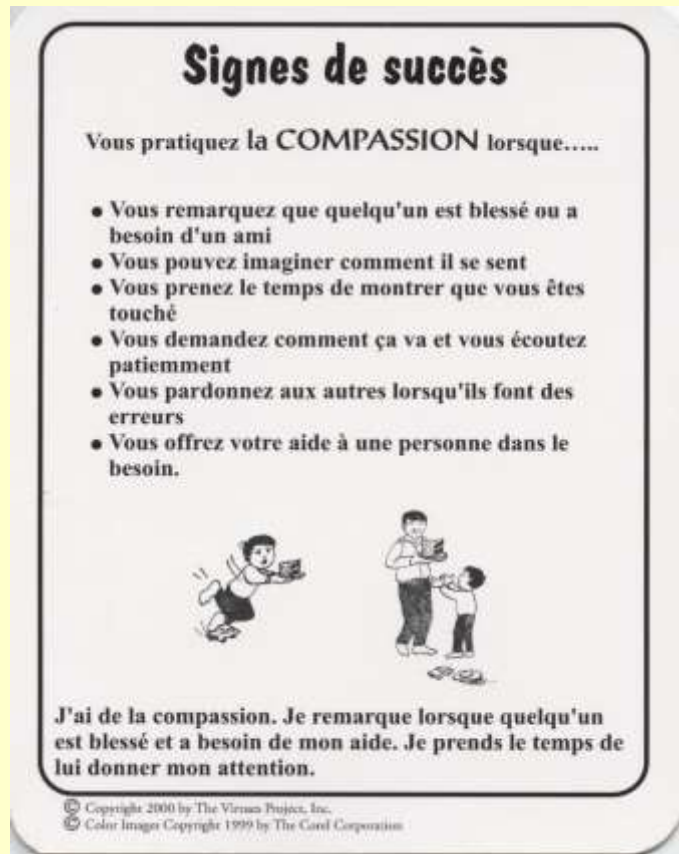 Signes de succès
Vous pratiquez la COMPASSION lorsque…..
• Vous remarquez que quelqu'un est blessé ou a
besoin d'un ami
• Vous pouvez imaginer comment il se sent
• Vous prenez le temps de montrer que vous êtes
touché
• Vous demandez comment ça va et vous écoutez
patiemment
• Vous pardonnez aux autres lorsqu'ils font des
erreurs
• Vous offrez votre aide à une personne dans le
besoin.
J'ai de la compassion. Je remarque lorsque quelqu'un
est blessé et a besoin de mon aide. Je prends le temps de
lui donner mon attention.
© Copyright 2000 by The Virtues Project, Inc.
© Color Images Copyright 1999 by The Corel Corporation